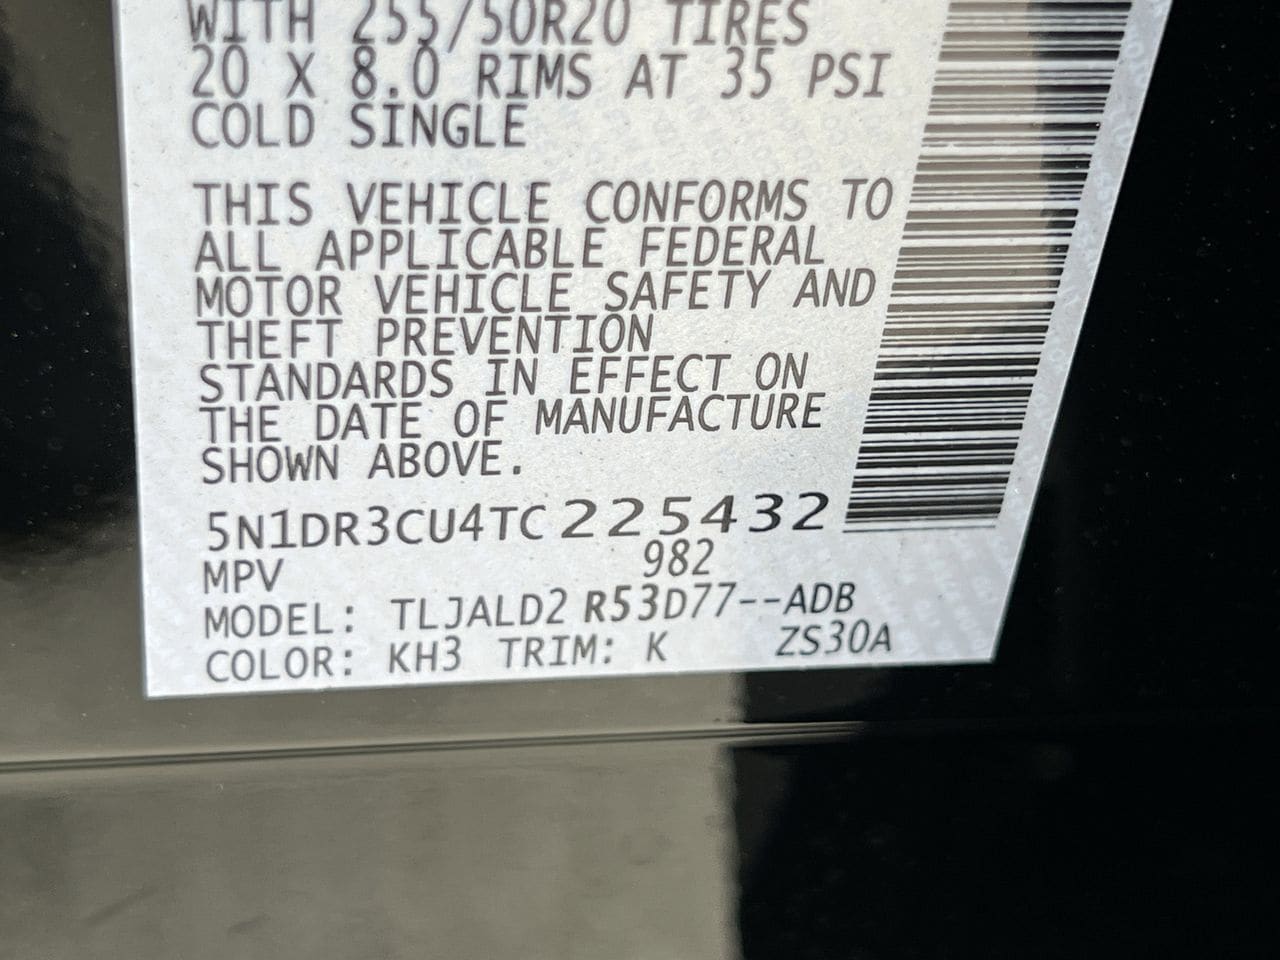 WITH 255/50R20 TIRES
20 X 8.0 RIMS AT 35 PSI
COLD SINGLE
THIS VEHICLE CONFORMS TO
ALL APPLICABLE FEDERAL
MOTOR VEHICLE SAFETY AND
THEFT PREVENTION
STANDARDS IN EFFECT ON
THE DATE OF MANUFACTURE
SHOWN ABOVE.
5N1DR3CU4TC225432
MPV 982
MODEL: TLJALD2 R53D77--ADB
COLOR: KH3 TRIM: K ZS30A